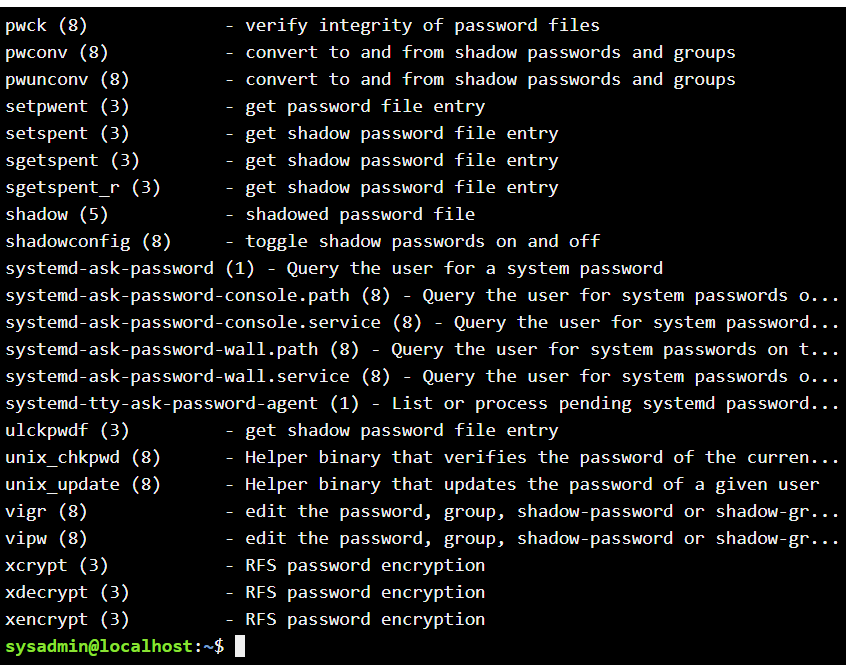 pwck (8)             - verify integrity of password files
pwconv (8)           - convert to and from shadow passwords and groups
pwunconv (8)         - convert to and from shadow passwords and groups
setpwent (3)         - get password file entry
setspent (3)         - get shadow password file entry
sgetspent (3)        - get shadow password file entry
sgetspent_r (3)      - get shadow password file entry
shadow (5)           - shadowed password file
shadowconfig (8)     - toggle shadow passwords on and off
systemd-ask-password (1) - Query the user for a system password
systemd-ask-password-console.path (8) - Query the user for system passwords o...
systemd-ask-password-console.service (8) - Query the user for system password...
systemd-ask-password-wall.path (8) - Query the user for system passwords on t...
systemd-ask-password-wall.service (8) - Query the user for system passwords o...
systemd-tty-ask-password-agent (1) - List or process pending systemd password...
ulckpwdf (3)         - get shadow password file entry
unix_chkpwd (8)      - Helper binary that verifies the password of the curren...
unix_update (8)      - Helper binary that updates the password of a given user
vigr (8)             - edit the password, group, shadow-password or shadow-gr...
vipw (8)             - edit the password, group, shadow-password or shadow-gr...
xcrypt (3)           - RFS password encryption
xdecrypt (3)         - RFS password encryption
xencrypt (3)         - RFS password encryption
sysadmin@localhost:~$